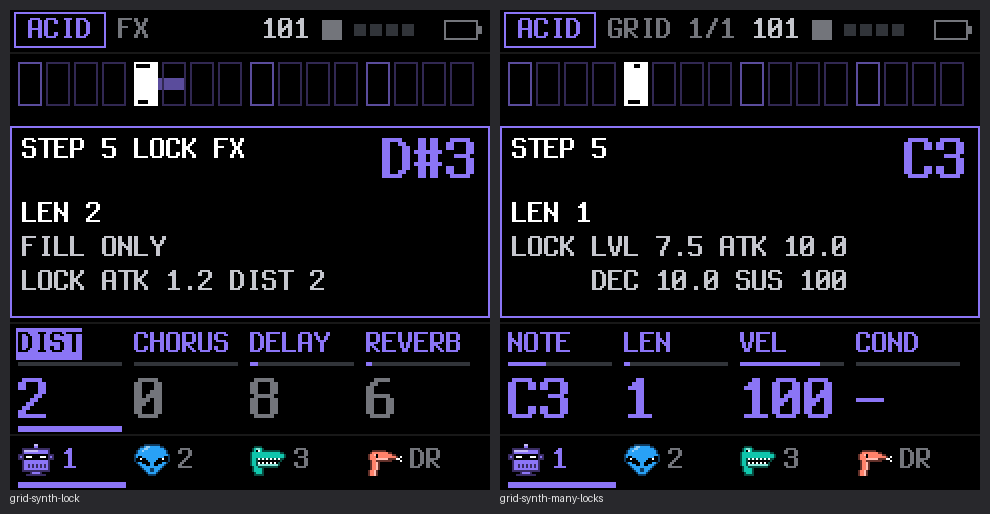 ACID FX 101
STEP 5 LOCK FX D#3
LEN 2
FILL ONLY
LOCK ATK 1.2 DIST 2
DIST CHORUS DELAY REVERB
2 0 8 6
1 2 3 DR
grid-synth-lock
ACID GRID 1/1 101
STEP 5 C3
LEN 1
LOCK LVL 7.5 ATK 10.0
DEC 10.0 SUS 100
NOTE LEN VEL COND
C3 1 100 –
1 2 3 DR
grid-synth-many-locks